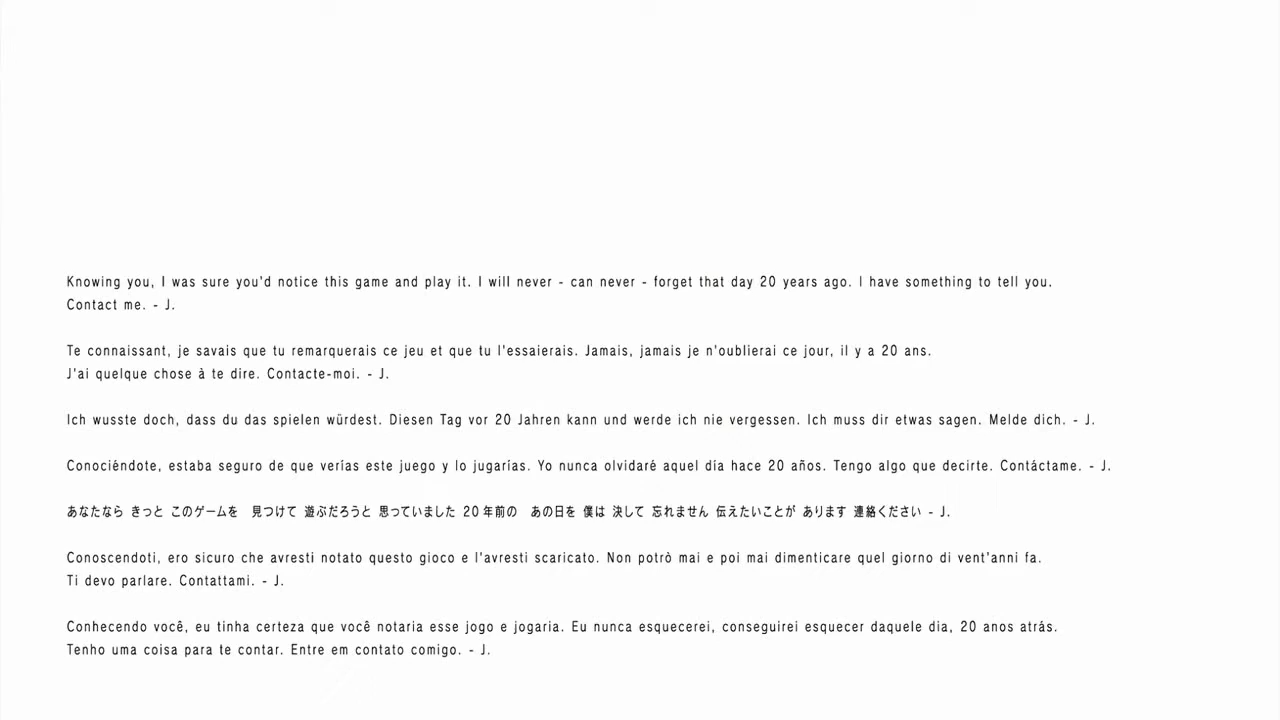 Knowing you, I was sure you'd notice this game and play it. I will never - can never - forget that day 20 years ago. I have something to tell you.
Contact me. - J.
Te connaissant, je savais que tu remarquerais ce jeu et que tu l'essaierais. Jamais, jamais je n'oublierai ce jour, il y a 20 ans.
J'ai quelque chose à te dire. Contacte-moi. - J.
Ich wusste doch, dass du das spielen würdest. Diesen Tag vor 20 Jahren kann und werde ich nie vergessen. Ich muss dir etwas sagen. Melde dich. - J.
Conociéndote, estaba seguro de que verías este juego y lo jugarías. Yo nunca olvidaré aquel día hace 20 años. Tengo algo que decirte. Contáctame. - J.
あなたなら きっと このゲームを　見つけて 遊ぶだろうと 思っていました 20年前の　あの日を 僕は 決して 忘れません 伝えたいことが あります 連絡ください - J.
Conoscendoti, ero sicuro che avresti notato questo gioco e l'avresti scaricato. Non potrò mai e poi mai dimenticare quel giorno di vent'anni fa.
Ti devo parlare. Contattami. - J.
Conhecendo você, eu tinha certeza que você notaria esse jogo e jogaria. Eu nunca esquecerei, conseguirei esquecer daquele dia, 20 anos atrás.
Tenho uma coisa para te contar. Entre em contato comigo. - J.